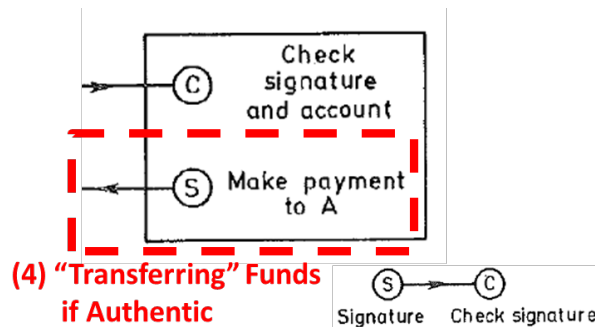 C
Check
signature
and account
S
Make payment
to A
(4) “Transferring” Funds
if Authentic
S C
Signature Check signature